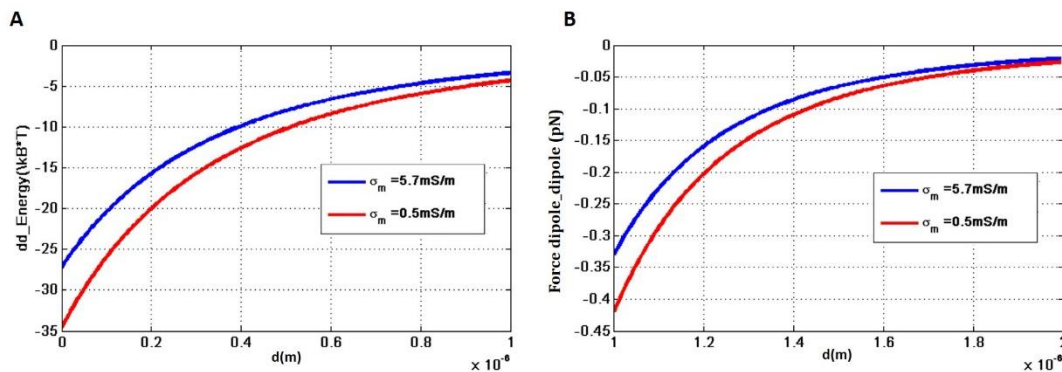 A
dd_Energy(kB*T)
0
-5
-10
-15
-20
-25
-30
-35
σm =5.7mS/m
σm =0.5mS/m
0
0.2
0.4
0.6
0.8
1
d(m)
x 10-6
B
Force dipole_dipole (pN)
0
-0.05
-0.1
-0.15
-0.2
-0.25
-0.3
-0.35
-0.4
-0.45
σm =5.7mS/m
σm =0.5mS/m
1
1.2
1.4
1.6
1.8
d(m)
x 10-6